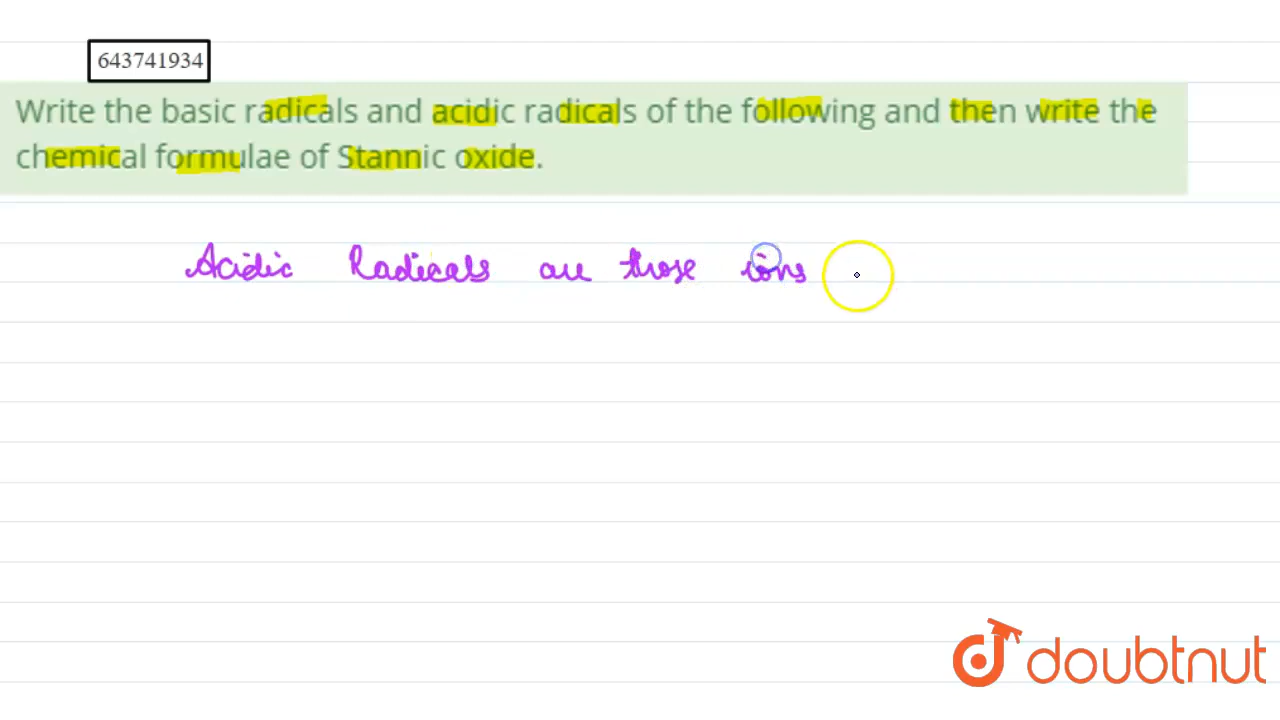 643741934
Write the basic radicals and acidic radicals of the following and then write the
chemical formulae of Stannic oxide.
Acidic Radicals are those ions
doubtnut